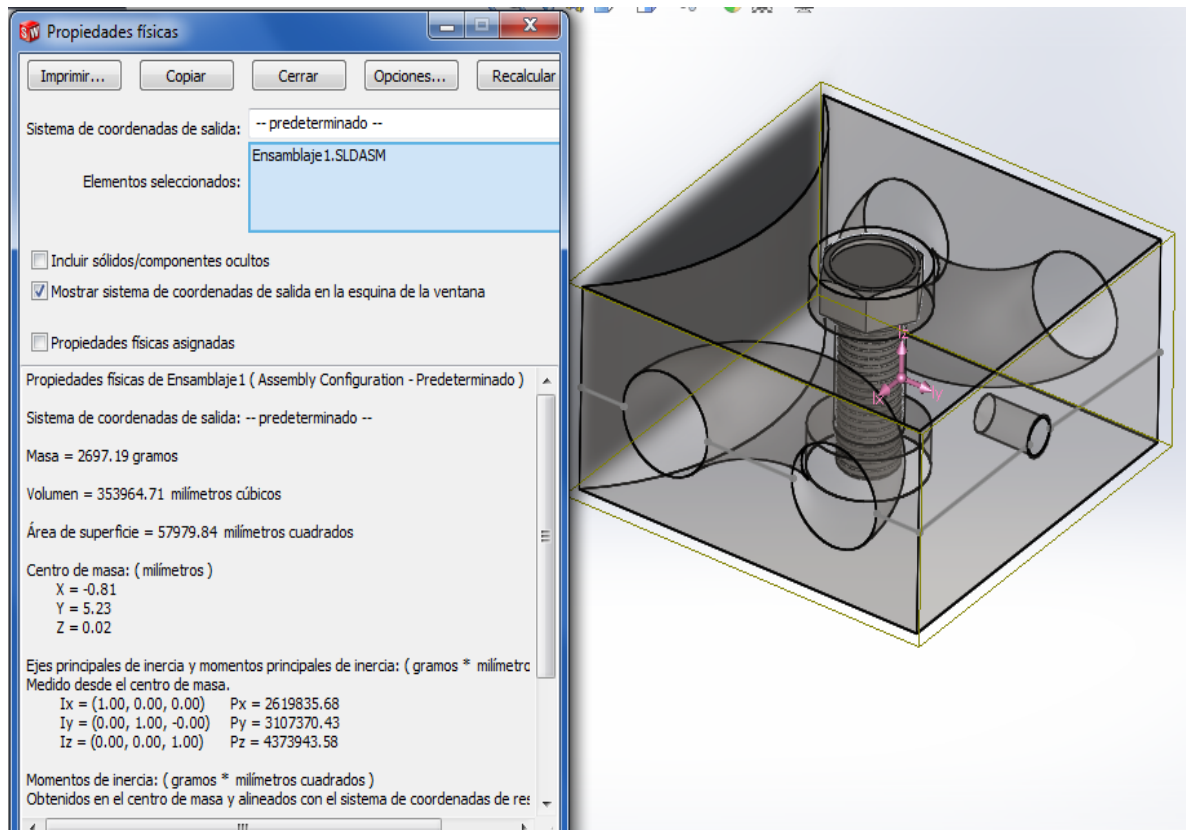 Propiedades físicas
Imprimir... Copiar Cerrar Opciones... Recalcular
Sistema de coordenadas de salida: -- predeterminado --
Elementos seleccionados: Ensamblaje1.SLDASM
Incluir sólidos/componentes ocultos
Mostrar sistema de coordenadas de salida en la esquina de la ventana
Propiedades físicas asignadas
Propiedades físicas de Ensamblaje1 ( Assembly Configuration - Predeterminado )
Sistema de coordenadas de salida: -- predeterminado --
Masa = 2697.19 gramos
Volumen = 353964.71 milímetros cúbicos
Área de superficie = 57979.84 milímetros cuadrados
Centro de masa: ( milímetros )
X = -0.81
Y = 5.23
Z = 0.02
Ejes principales de inercia y momentos principales de inercia: ( gramos * milímetrc
Medido desde el centro de masa.
Ix = (1.00, 0.00, 0.00) Px = 2619835.68
Iy = (0.00, 1.00, -0.00) Py = 3107370.43
Iz = (0.00, 0.00, 1.00) Pz = 4373943.58
Momentos de inercia: ( gramos * milímetros cuadrados )
Obtenidos en el centro de masa y alineados con el sistema de coordenadas de res
Iz
Ix
Iy